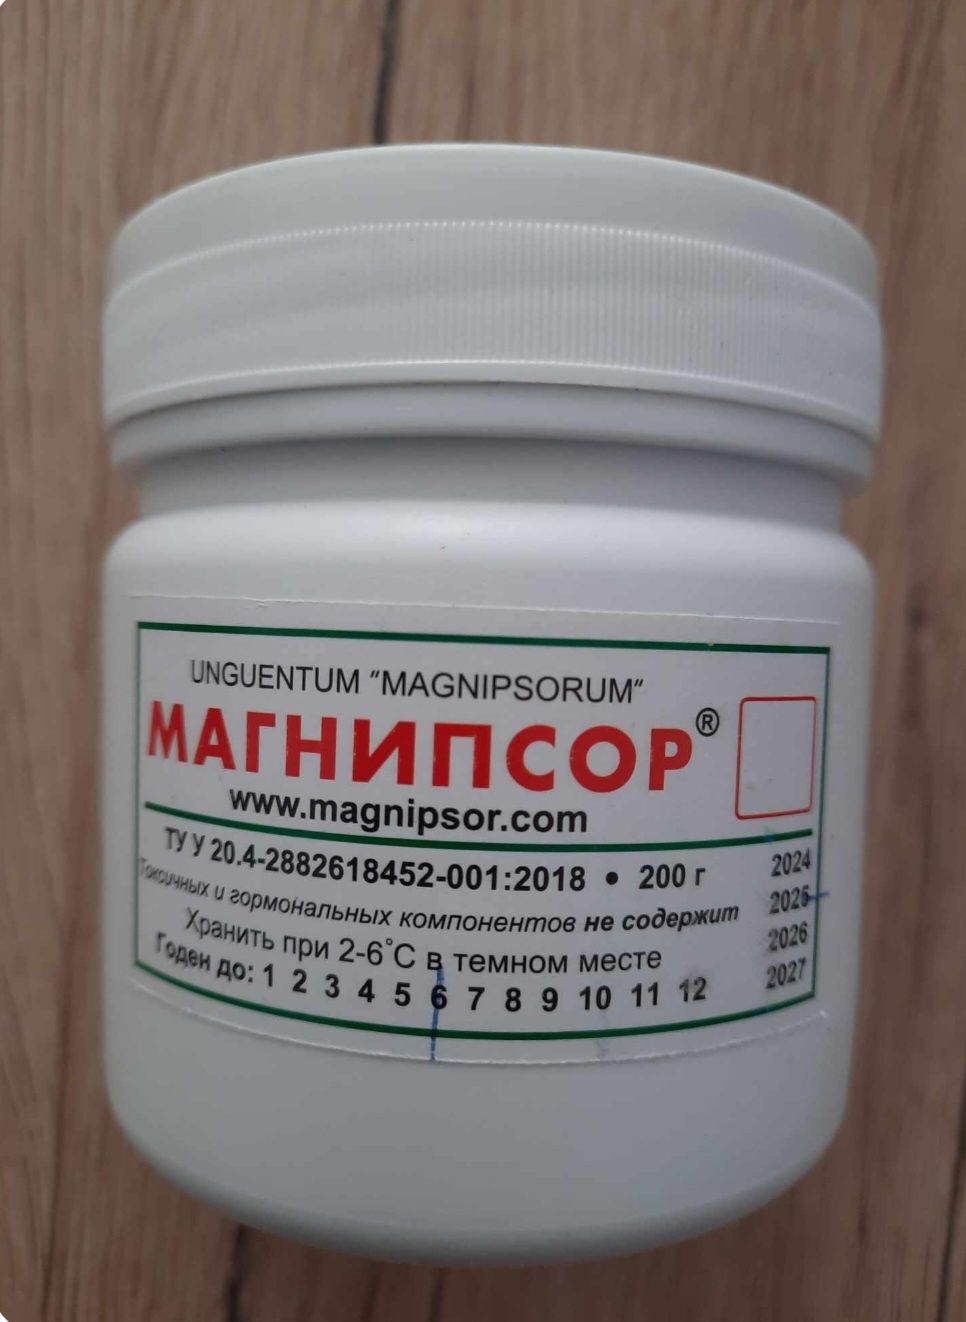 UNGUENTUM “MAGNIPSORUM“
МАГНИПСОР®
www.magnipsor.com
ТУ У 20.4-2882618452-001:2018 • 200 г
Токсичных и гормональных компонентов не содержит
Хранить при 2-6°С в темном месте
Годен до: 1 2 3 4 5 6 7 8 9 10 11 12
2024
2025
2026
2027